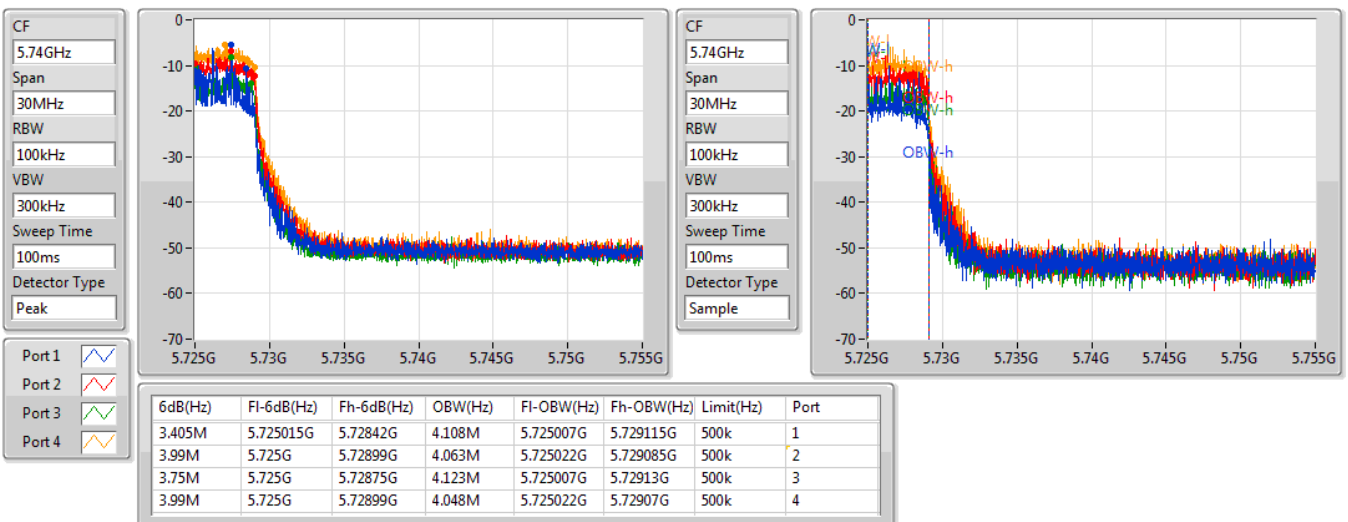 CF
5.74GHz
Span
30MHz
RBW
100kHz
VBW
300kHz
Sweep Time
100ms
Detector Type
Peak
0
-10
-20
-30
-40
-50
-60
-70
5.725G 5.73G 5.735G 5.74G 5.745G 5.75G 5.755G
CF
5.74GHz
Span
30MHz
RBW
100kHz
VBW
300kHz
Sweep Time
100ms
Detector Type
Sample
0
-10
-20
-30
-40
-50
-60
-70
OBW-h
OBW-h
5.725G 5.73G 5.735G 5.74G 5.745G 5.75G 5.755G
Port 1
Port 2
Port 3
Port 4
6dB(Hz) Fl-6dB(Hz) Fh-6dB(Hz) OBW(Hz) Fl-OBW(Hz) Fh-OBW(Hz) Limit(Hz) Port
3.405M 5.725015G 5.72842G 4.108M 5.725007G 5.729115G 500k 1
3.99M 5.725G 5.72899G 4.063M 5.725022G 5.729085G 500k 2
3.75M 5.725G 5.72875G 4.123M 5.725007G 5.72913G 500k 3
3.99M 5.725G 5.72899G 4.048M 5.725022G 5.72907G 500k 4